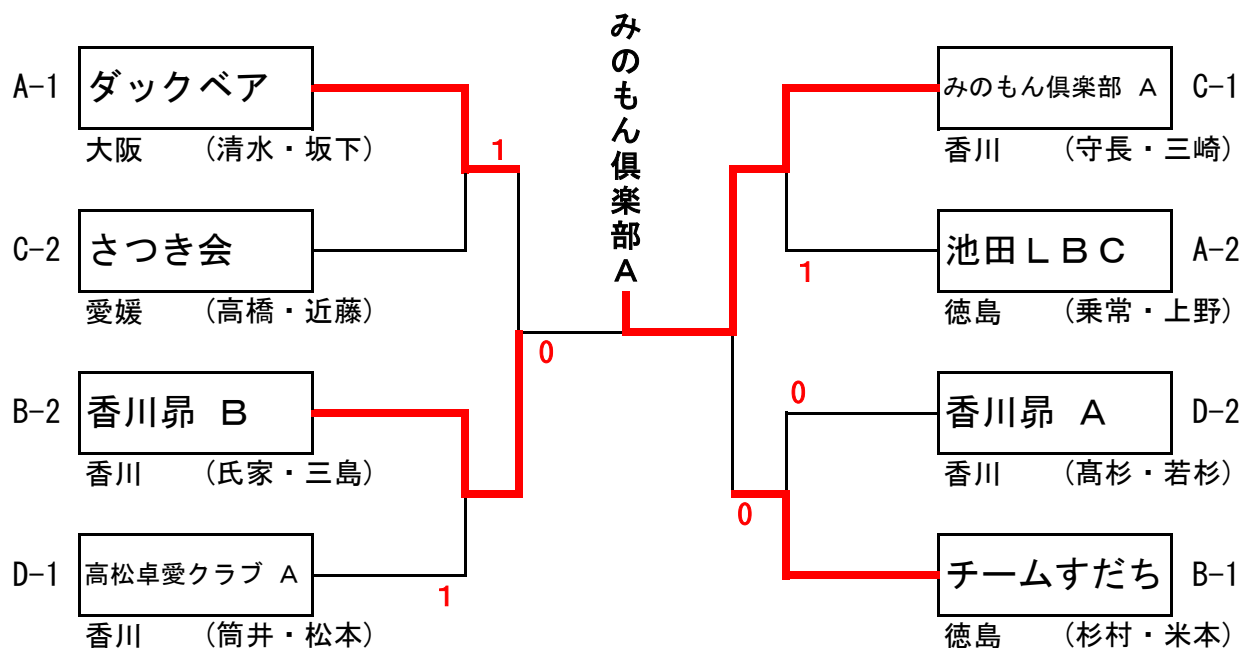 みのもん倶楽部A
A-1 ダックベア
大阪 (清水・坂下)
1
C-2 さつき会
愛媛 (高橋・近藤)
0
B-2 香川昴 B
香川 (氏家・三島)
D-1 高松卓愛クラブ A
1
香川 (筒井・松本)
みのもん倶楽部 A C-1
香川 (守長・三崎)
池田LBC A-2
1
徳島 (乗常・上野)
0
香川昴 A D-2
香川 (髙杉・若杉)
0
チームすだち B-1
徳島 (杉村・米本)